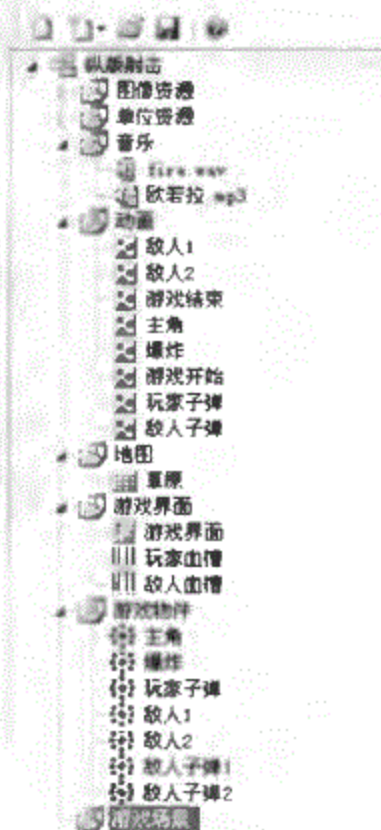 纵版射击
图像资源
单位资源
音乐
fire.wav
欧若拉.mp3
动画
敌人1
敌人2
游戏结束
主角
爆炸
游戏开始
玩家子弹
敌人子弹
地图
草原
游戏界面
游戏界面
玩家血槽
敌人血槽
游戏物件
主角
爆炸
玩家子弹
敌人1
敌人2
敌人子弹1
敌人子弹2
游戏场景